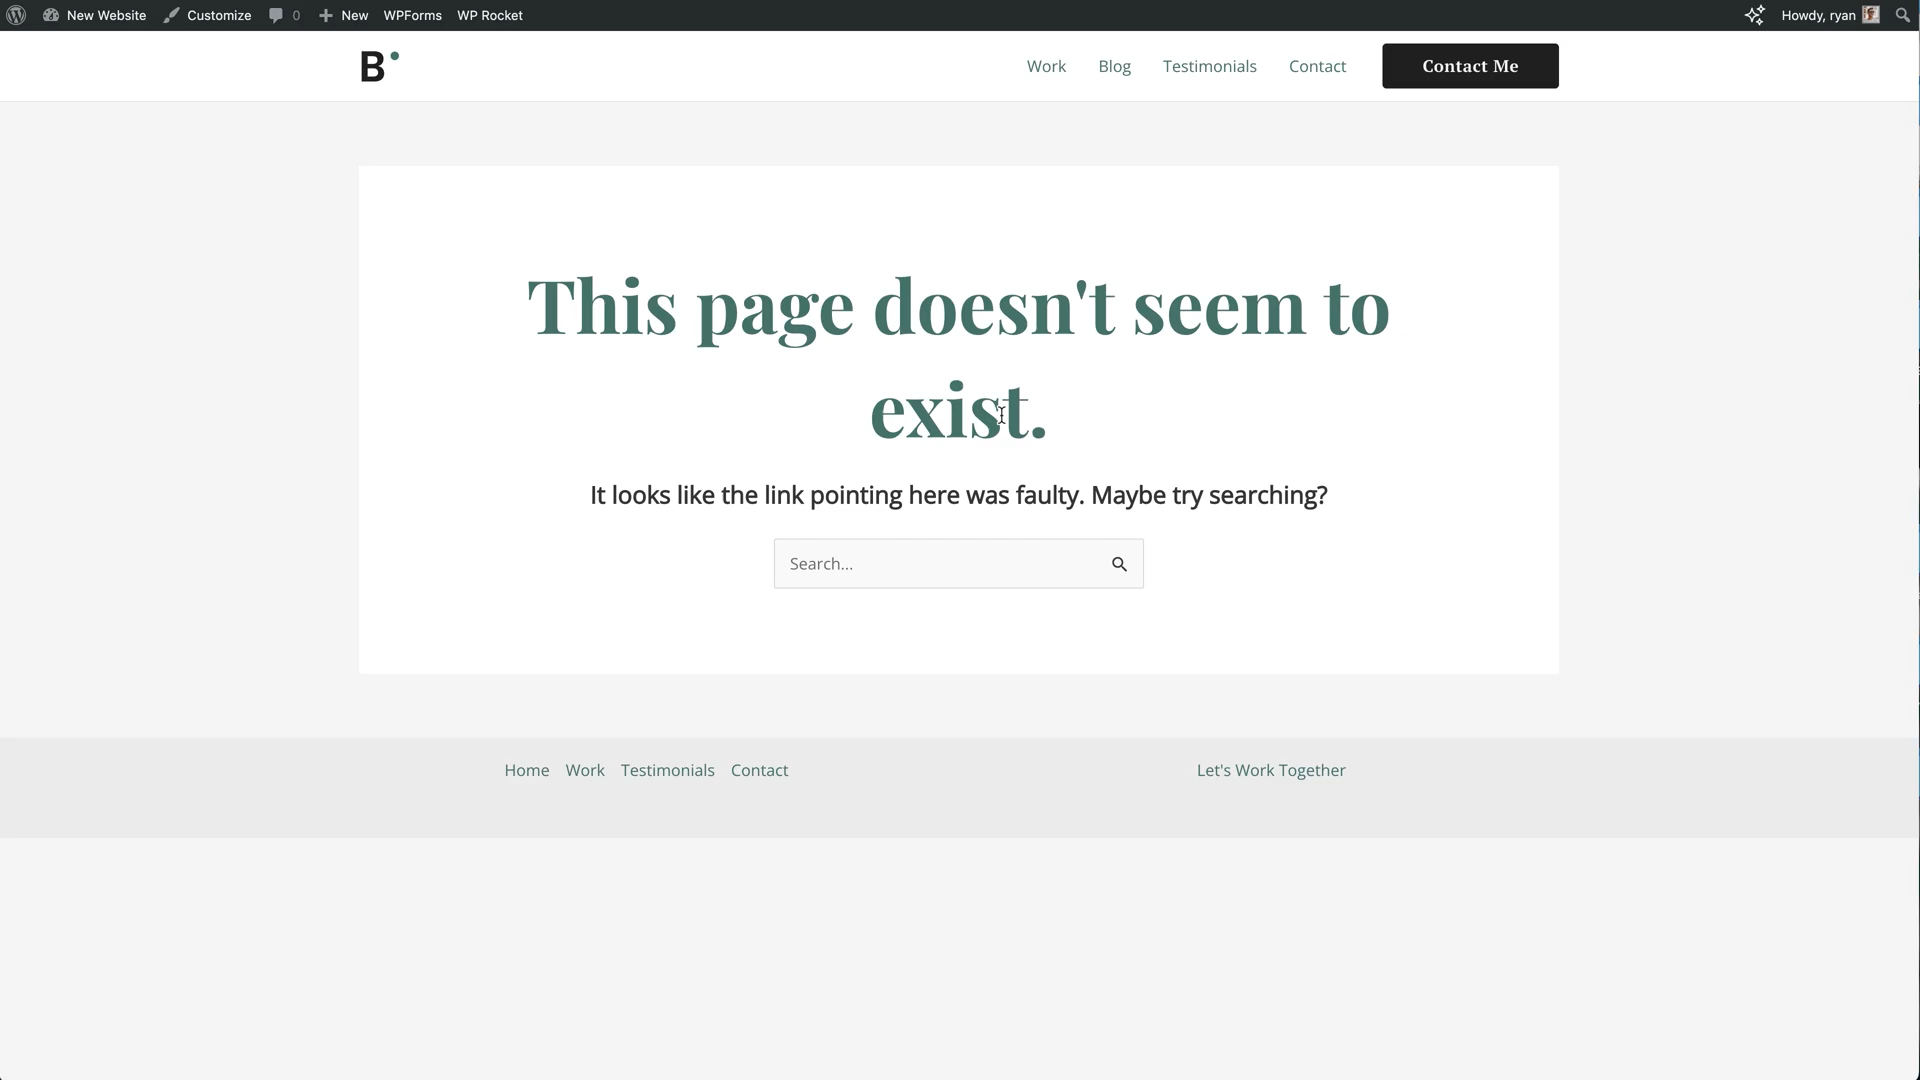 New Website Customize 0 New WPForms WP Rocket Howdy, ryan
B Work Blog Testimonials Contact Contact Me
This page doesn't seem to
exist.
It looks like the link pointing here was faulty. Maybe try searching?
Search...
Home Work Testimonials Contact Let's Work Together